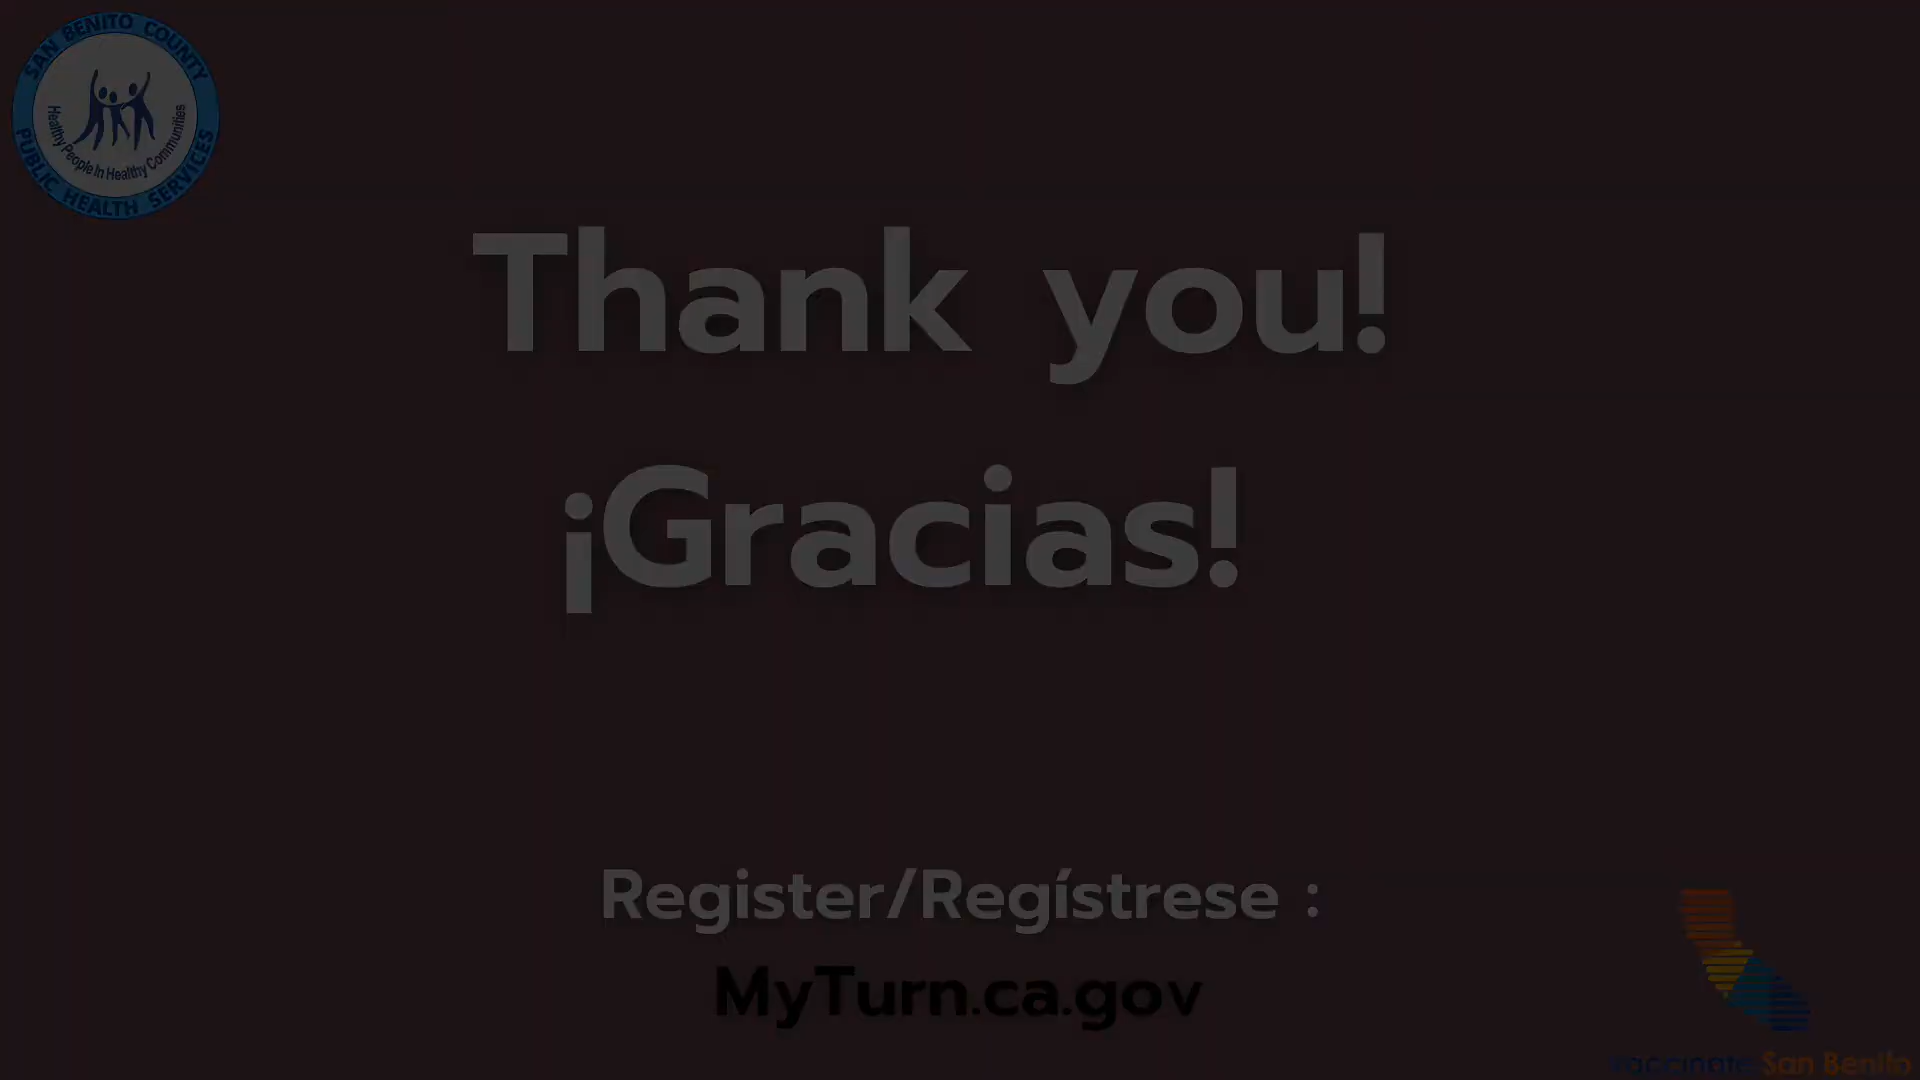 SAN BENITO COUNTY
Healthy People In Healthy Communities
PUBLIC HEALTH SERVICES
Thank you!
¡Gracias!
Register/Regístrese :
MyTurn.ca.gov
vaccinate San Benito